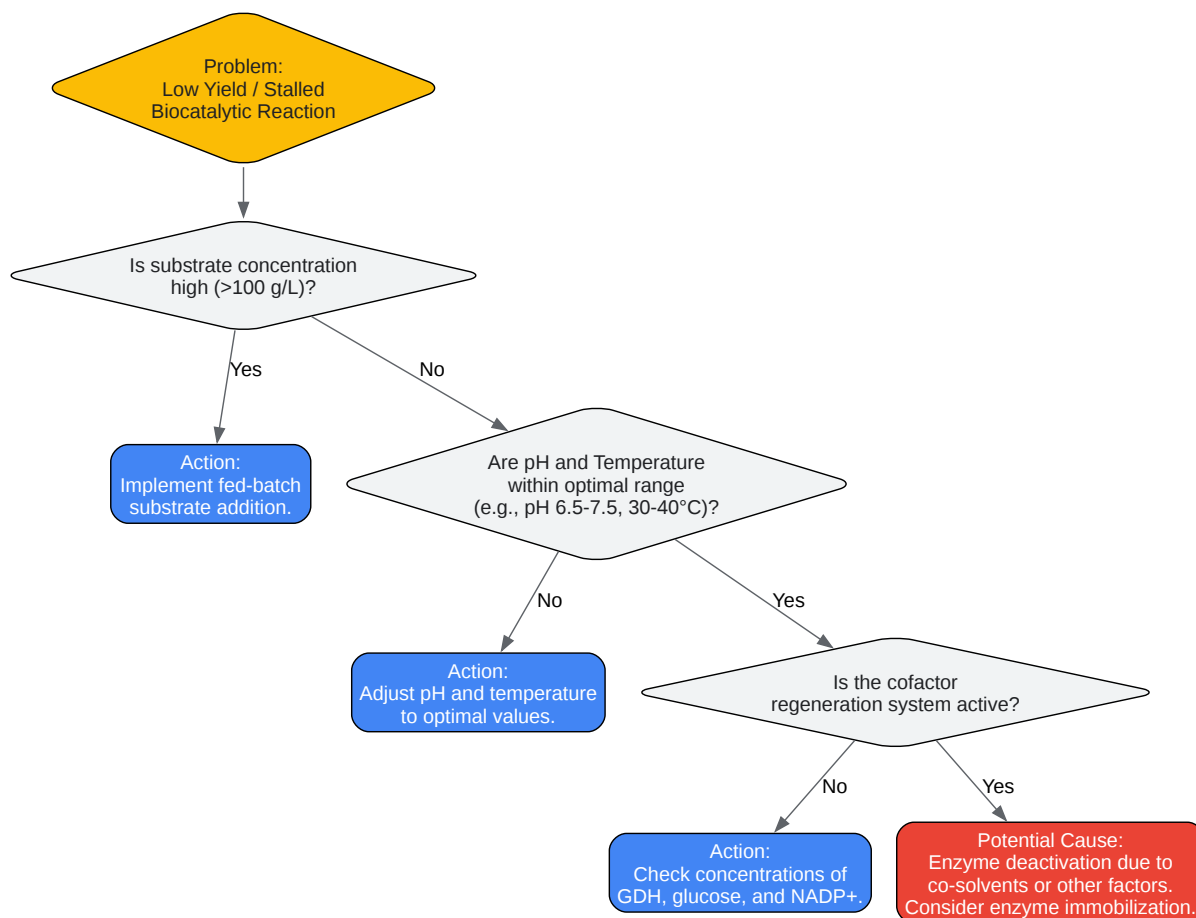 Problem:
Low Yield / Stalled
Biocatalytic Reaction
Is substrate concentration
high (>100 g/L)?
Yes
No
Action:
Implement fed-batch
substrate addition.
Are pH and Temperature
within optimal range
(e.g., pH 6.5-7.5, 30-40°C)?
No
Yes
Action:
Adjust pH and temperature
to optimal values.
Is the cofactor
regeneration system active?
No
Yes
Action:
Check concentrations of
GDH, glucose, and NADP+.
Potential Cause:
Enzyme deactivation due to
co-solvents or other factors.
Consider enzyme immobilization.